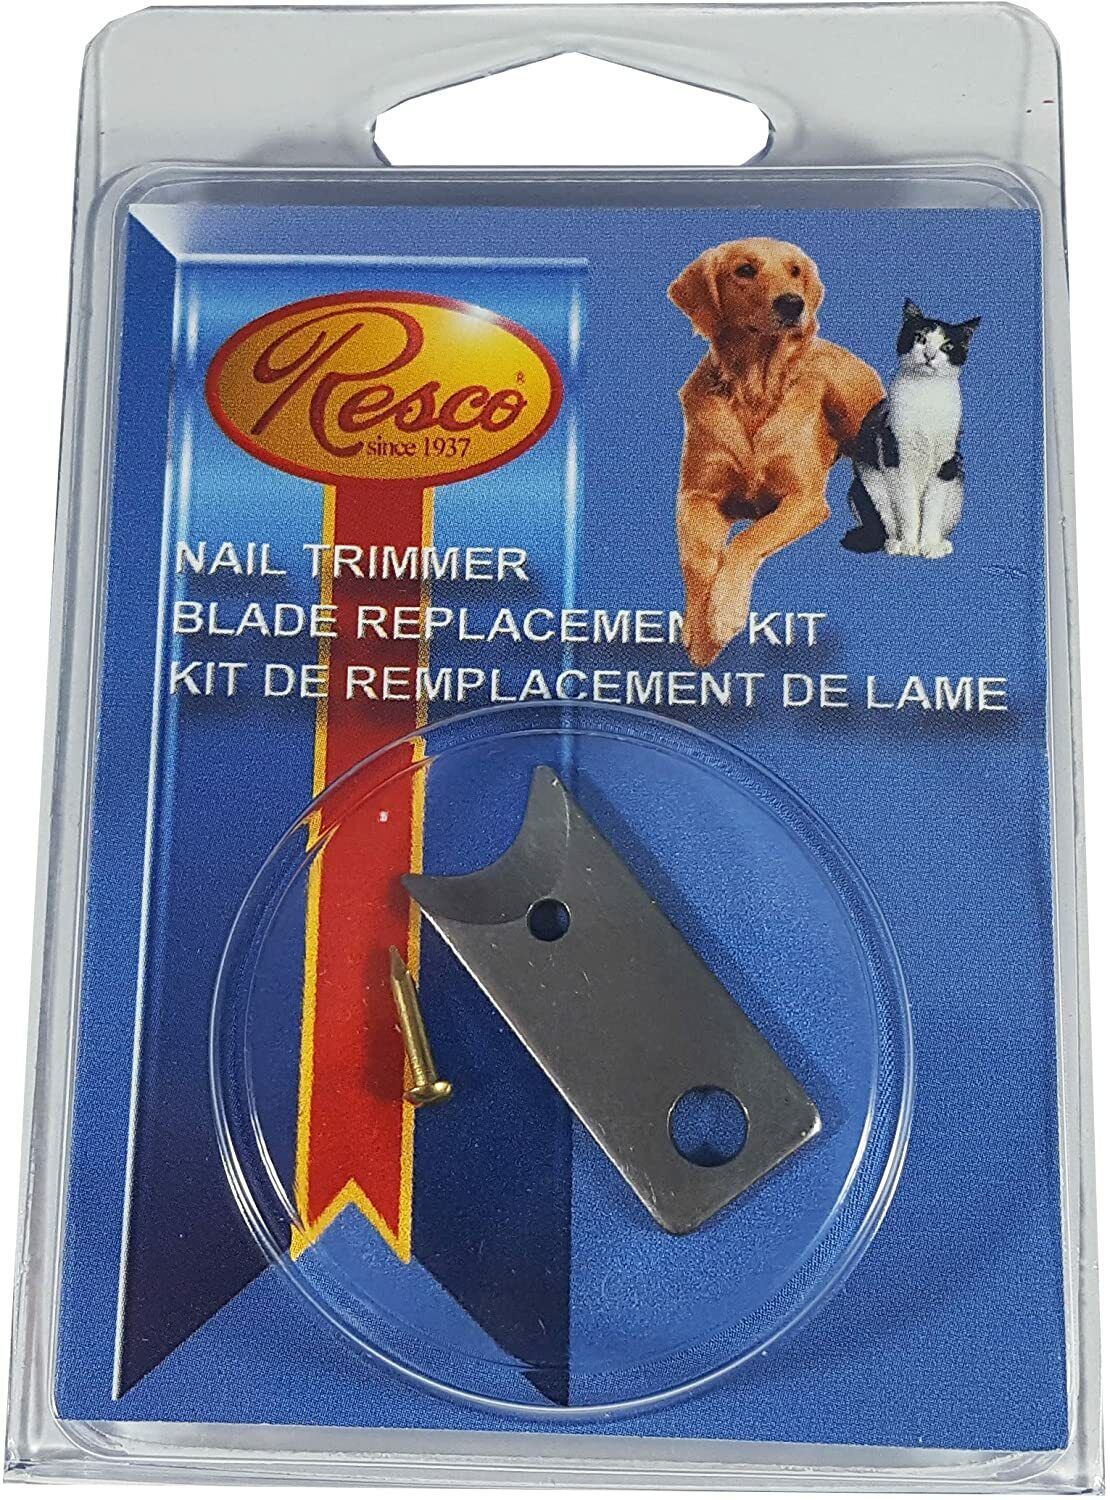 Resco®
since 1937
NAIL TRIMMER
BLADE REPLACEMENT KIT
KIT DE REMPLACEMENT DE LAME